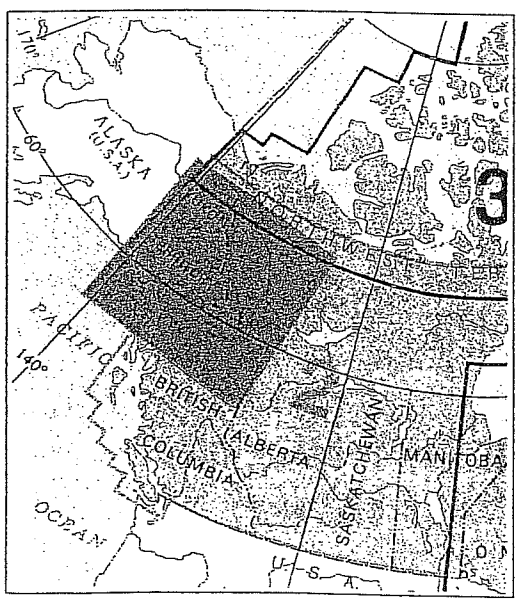 170°
ALASKA
(U.S.A.)
60°
3
NORTHWEST TER
PACIFIC
140°
BRITISH
COLUMBIA
ALBERTA
SASKATCHEWAN
MANITOBA
OCEAN
U. S. A.
O N